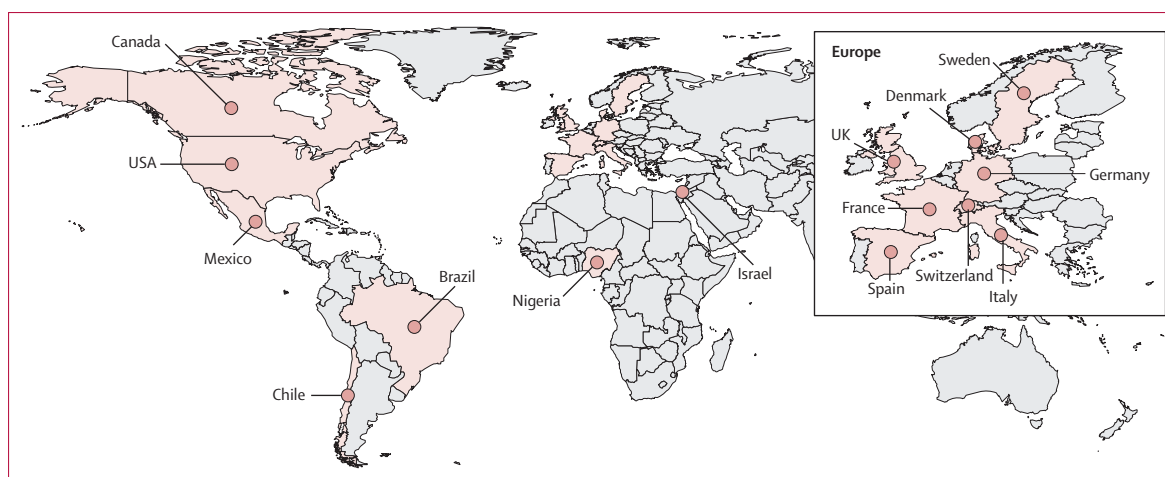 Canada
USA
Mexico
Brazil
Chile
Nigeria
Israel
Europe
Sweden
Denmark
UK
Germany
France
Switzerland
Spain
Italy